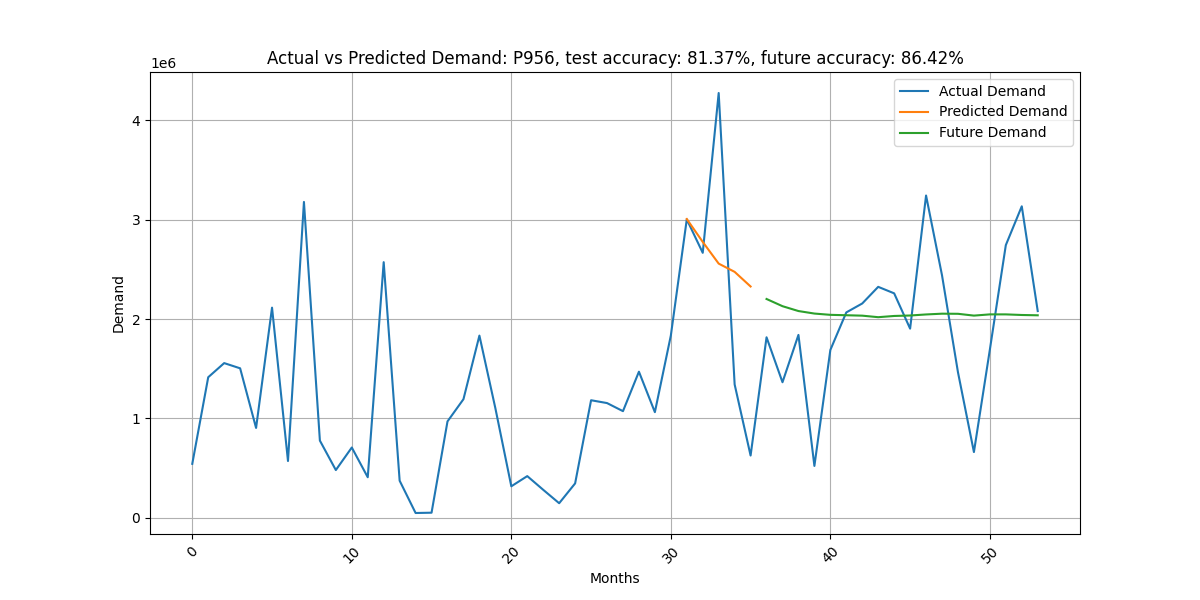 Actual vs Predicted Demand: P956, test accuracy: 81.37%, future accuracy: 86.42%
1e6
Actual Demand
Predicted Demand
Future Demand
4
3
2
1
0
Demand
0
10
20
30
40
50
Months